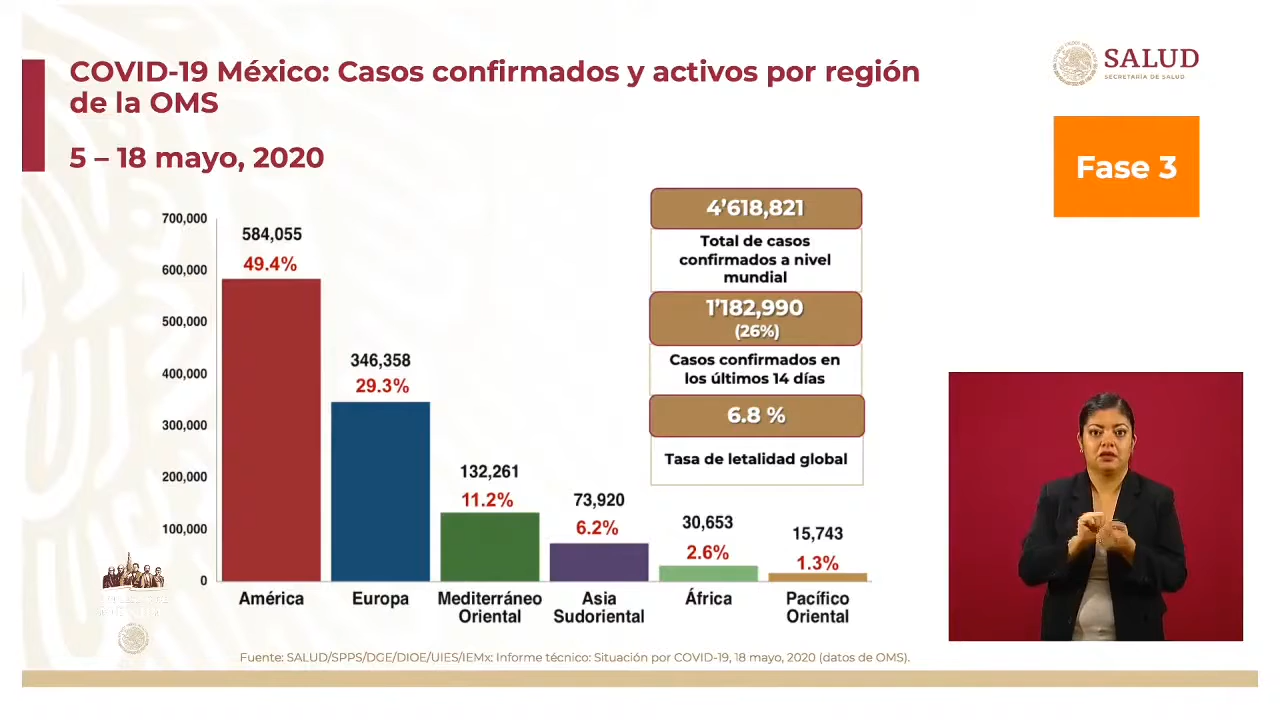 COVID-19 México: Casos confirmados y activos por región
de la OMS
5 – 18 mayo, 2020
SALUD
SECRETARÍA DE SALUD
Fase 3
4’618,821
Total de casos
confirmados a nivel
mundial
1’182,990
(26%)
Casos confirmados en
los últimos 14 días
6.8 %
Tasa de letalidad global
700,000
600,000
500,000
400,000
300,000
200,000
100,000
0
584,055
49.4%
346,358
29.3%
132,261
11.2%
73,920
6.2%
30,653
2.6%
15,743
1.3%
América
Europa
Mediterráneo
Oriental
Asia
Sudoriental
África
Pacífico
Oriental
Fuente: SALUD/SPPS/DGE/DIOE/UIES/IEMx: Informe técnico: Situación por COVID-19, 18 mayo, 2020 (datos de OMS).